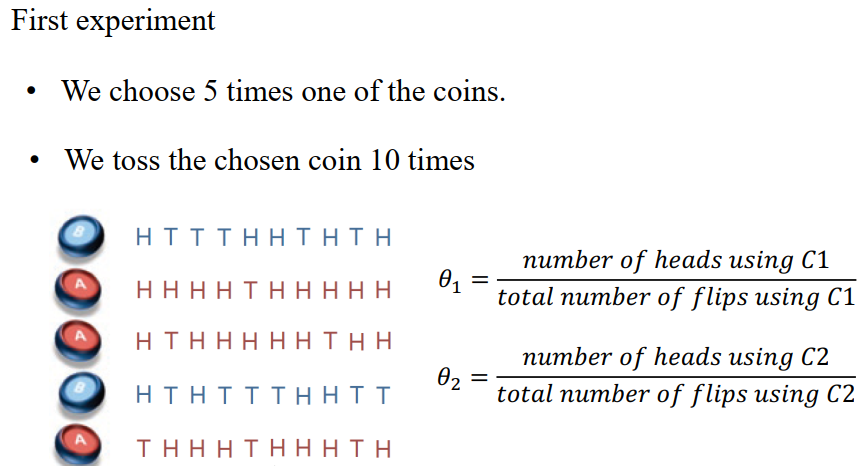 First experiment
• We choose 5 times one of the coins.
• We toss the chosen coin 10 times
B H T T T H H T H T H
A H H H H T H H H H H
A H T H H H H H T H H
B H T H T T T H H T T
A T H H H T H H H T H
θ₁ = number of heads using C1 / total number of flips using C1
θ₂ = number of heads using C2 / total number of flips using C2